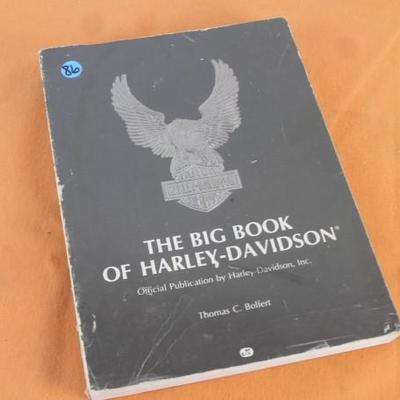 86
THE BIG BOOK
OF HARLEY-DAVIDSON®
Official Publication by Harley-Davidson, Inc.
Thomas C. Bolfert